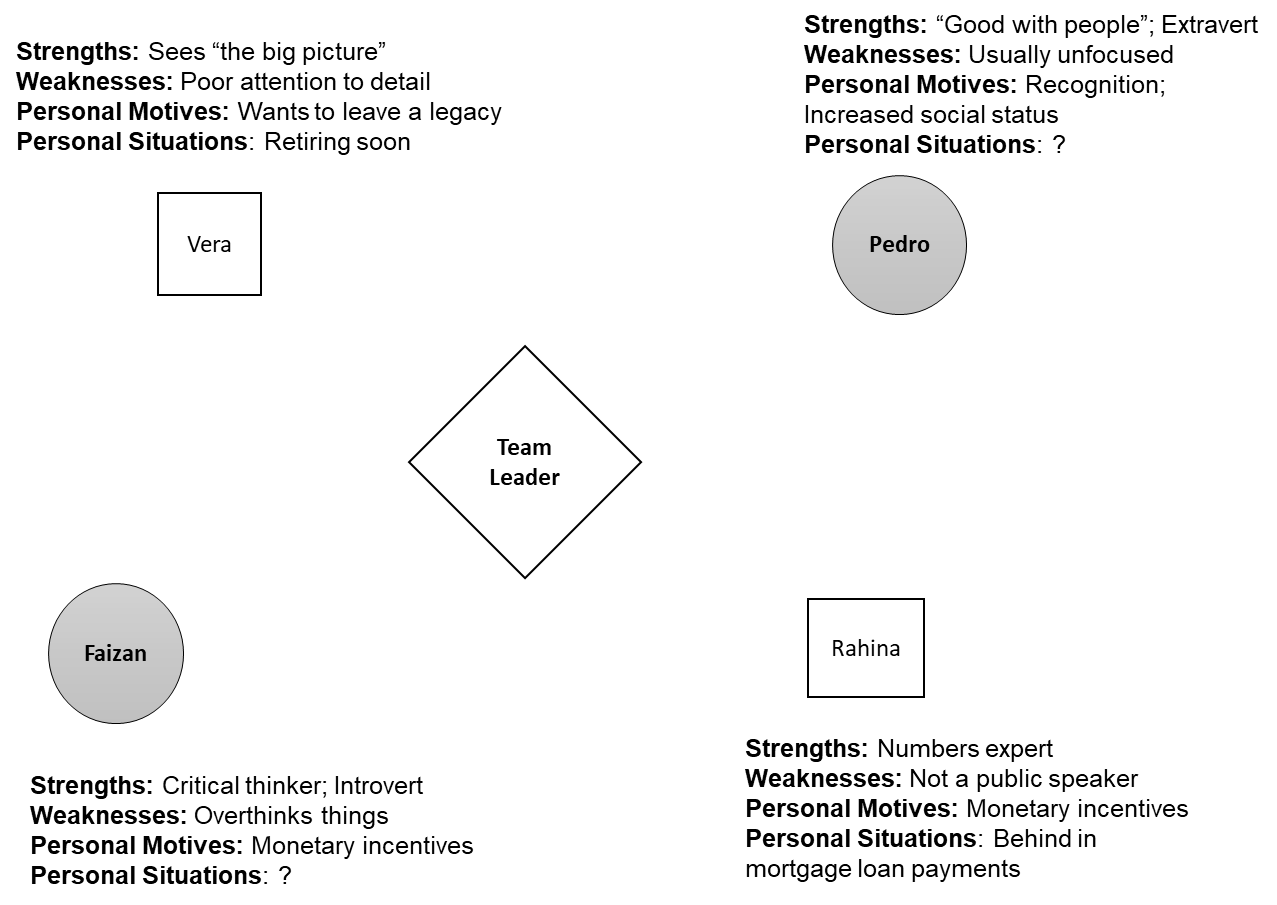 Strengths: Sees “the big picture”
Weaknesses: Poor attention to detail
Personal Motives: Wants to leave a legacy
Personal Situations: Retiring soon
Strengths: “Good with people”; Extravert
Weaknesses: Usually unfocused
Personal Motives: Recognition;
Increased social status
Personal Situations: ?
Vera
Pedro
Team
Leader
Faizan
Rahina
Strengths: Critical thinker; Introvert
Weaknesses: Overthinks things
Personal Motives: Monetary incentives
Personal Situations: ?
Strengths: Numbers expert
Weaknesses: Not a public speaker
Personal Motives: Monetary incentives
Personal Situations: Behind in
mortgage loan payments